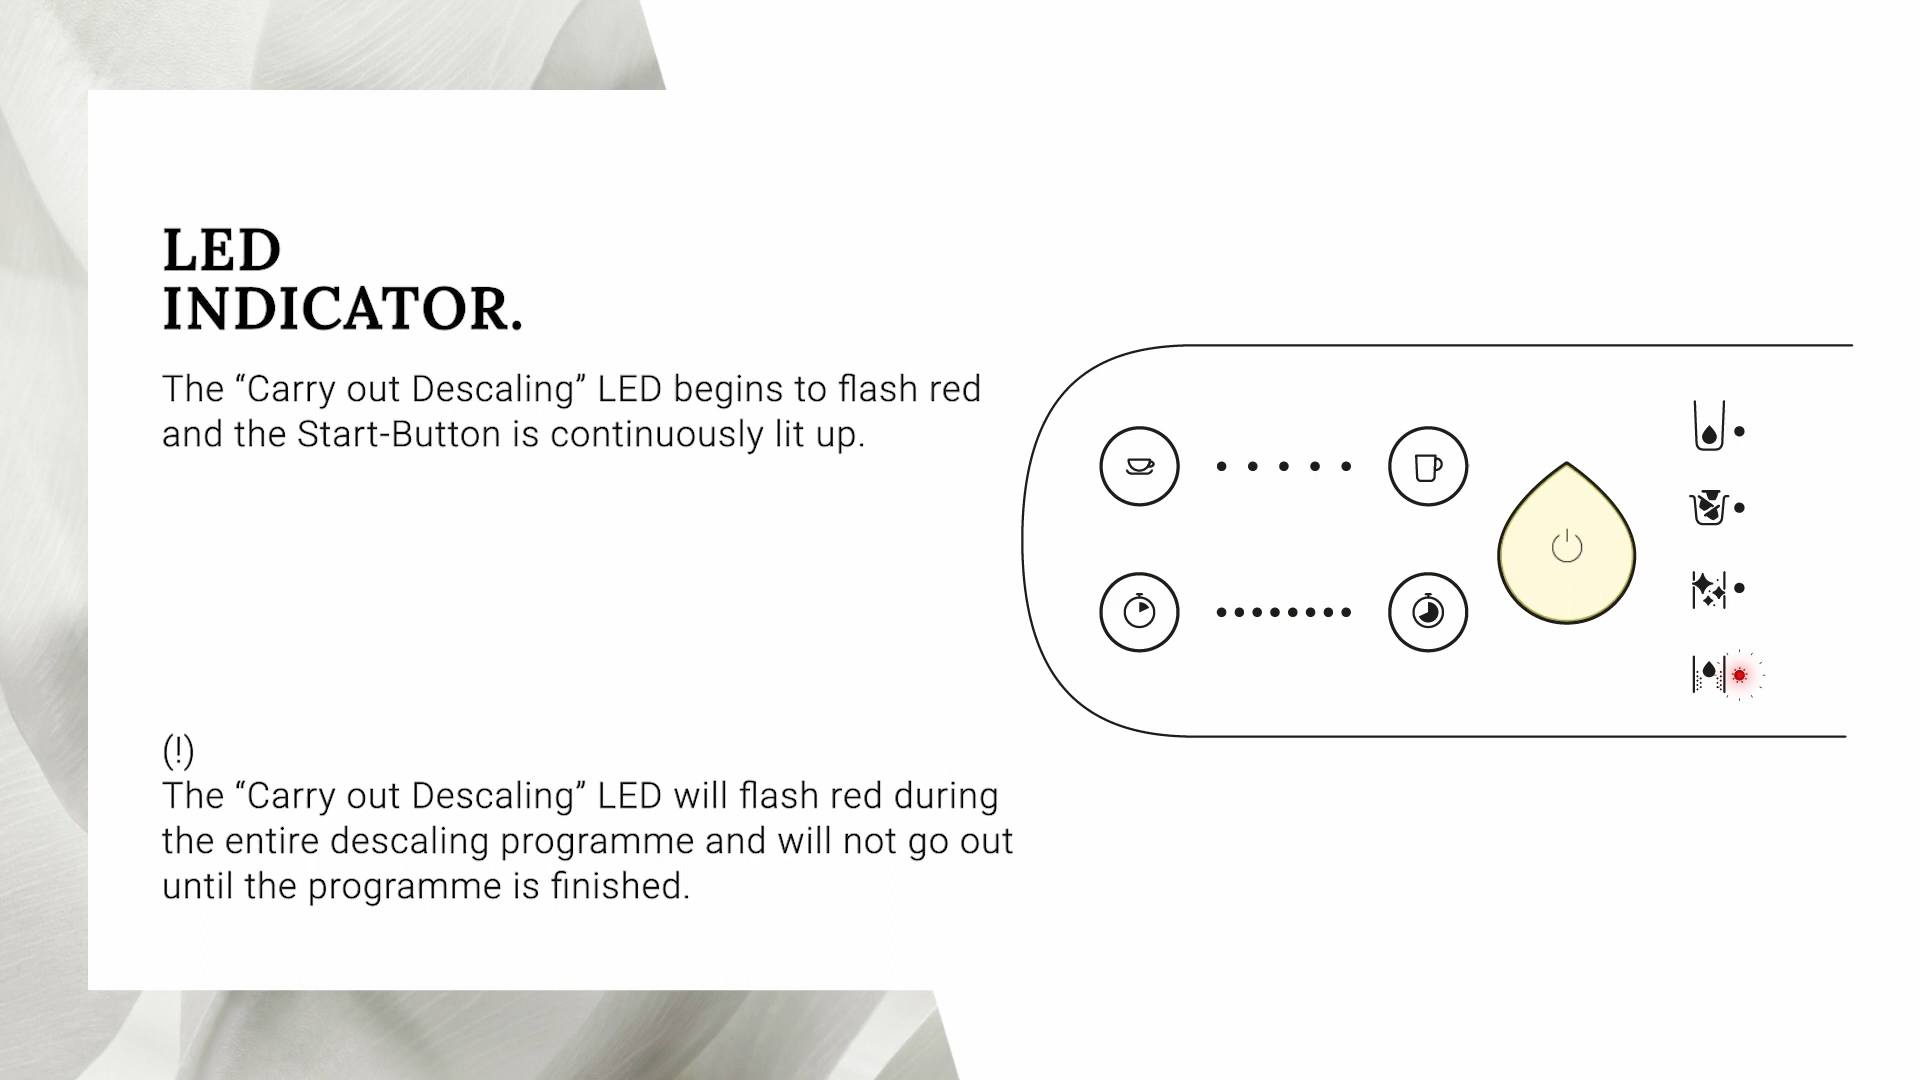 LED
INDICATOR.
The “Carry out Descaling” LED begins to flash red
and the Start-Button is continuously lit up.
(!)
The “Carry out Descaling” LED will flash red during
the entire descaling programme and will not go out
until the programme is finished.